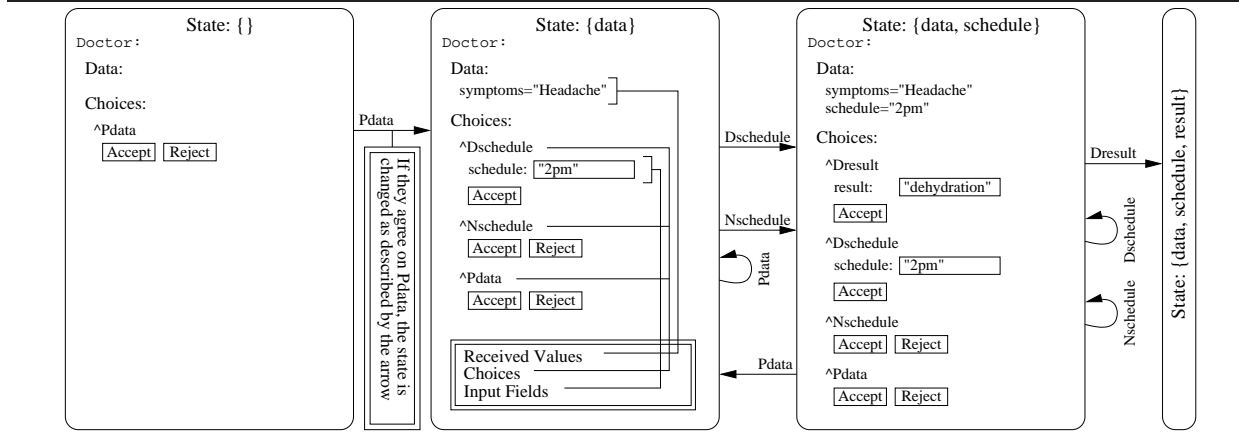 State: {}
Doctor:
Data:
Choices:
^Pdata
Accept Reject
Pdata
If they agree on Pdata, the state is
changed as described by the arrow
State: {data}
Doctor:
Data:
symptoms="Headache"
Choices:
^Dschedule
schedule: "2pm"
Accept
^Nschedule
Accept Reject
^Pdata
Accept Reject
Received Values
Choices
Input Fields
Dschedule
Nschedule
Pdata
Pdata
State: {data, schedule}
Doctor:
Data:
symptoms="Headache"
schedule="2pm"
Choices:
^Dresult
result: "dehydration"
Accept
^Dschedule
schedule: "2pm"
Accept
^Nschedule
Accept Reject
^Pdata
Accept Reject
Dresult
Dschedule
Nschedule
State: {data, schedule, result}